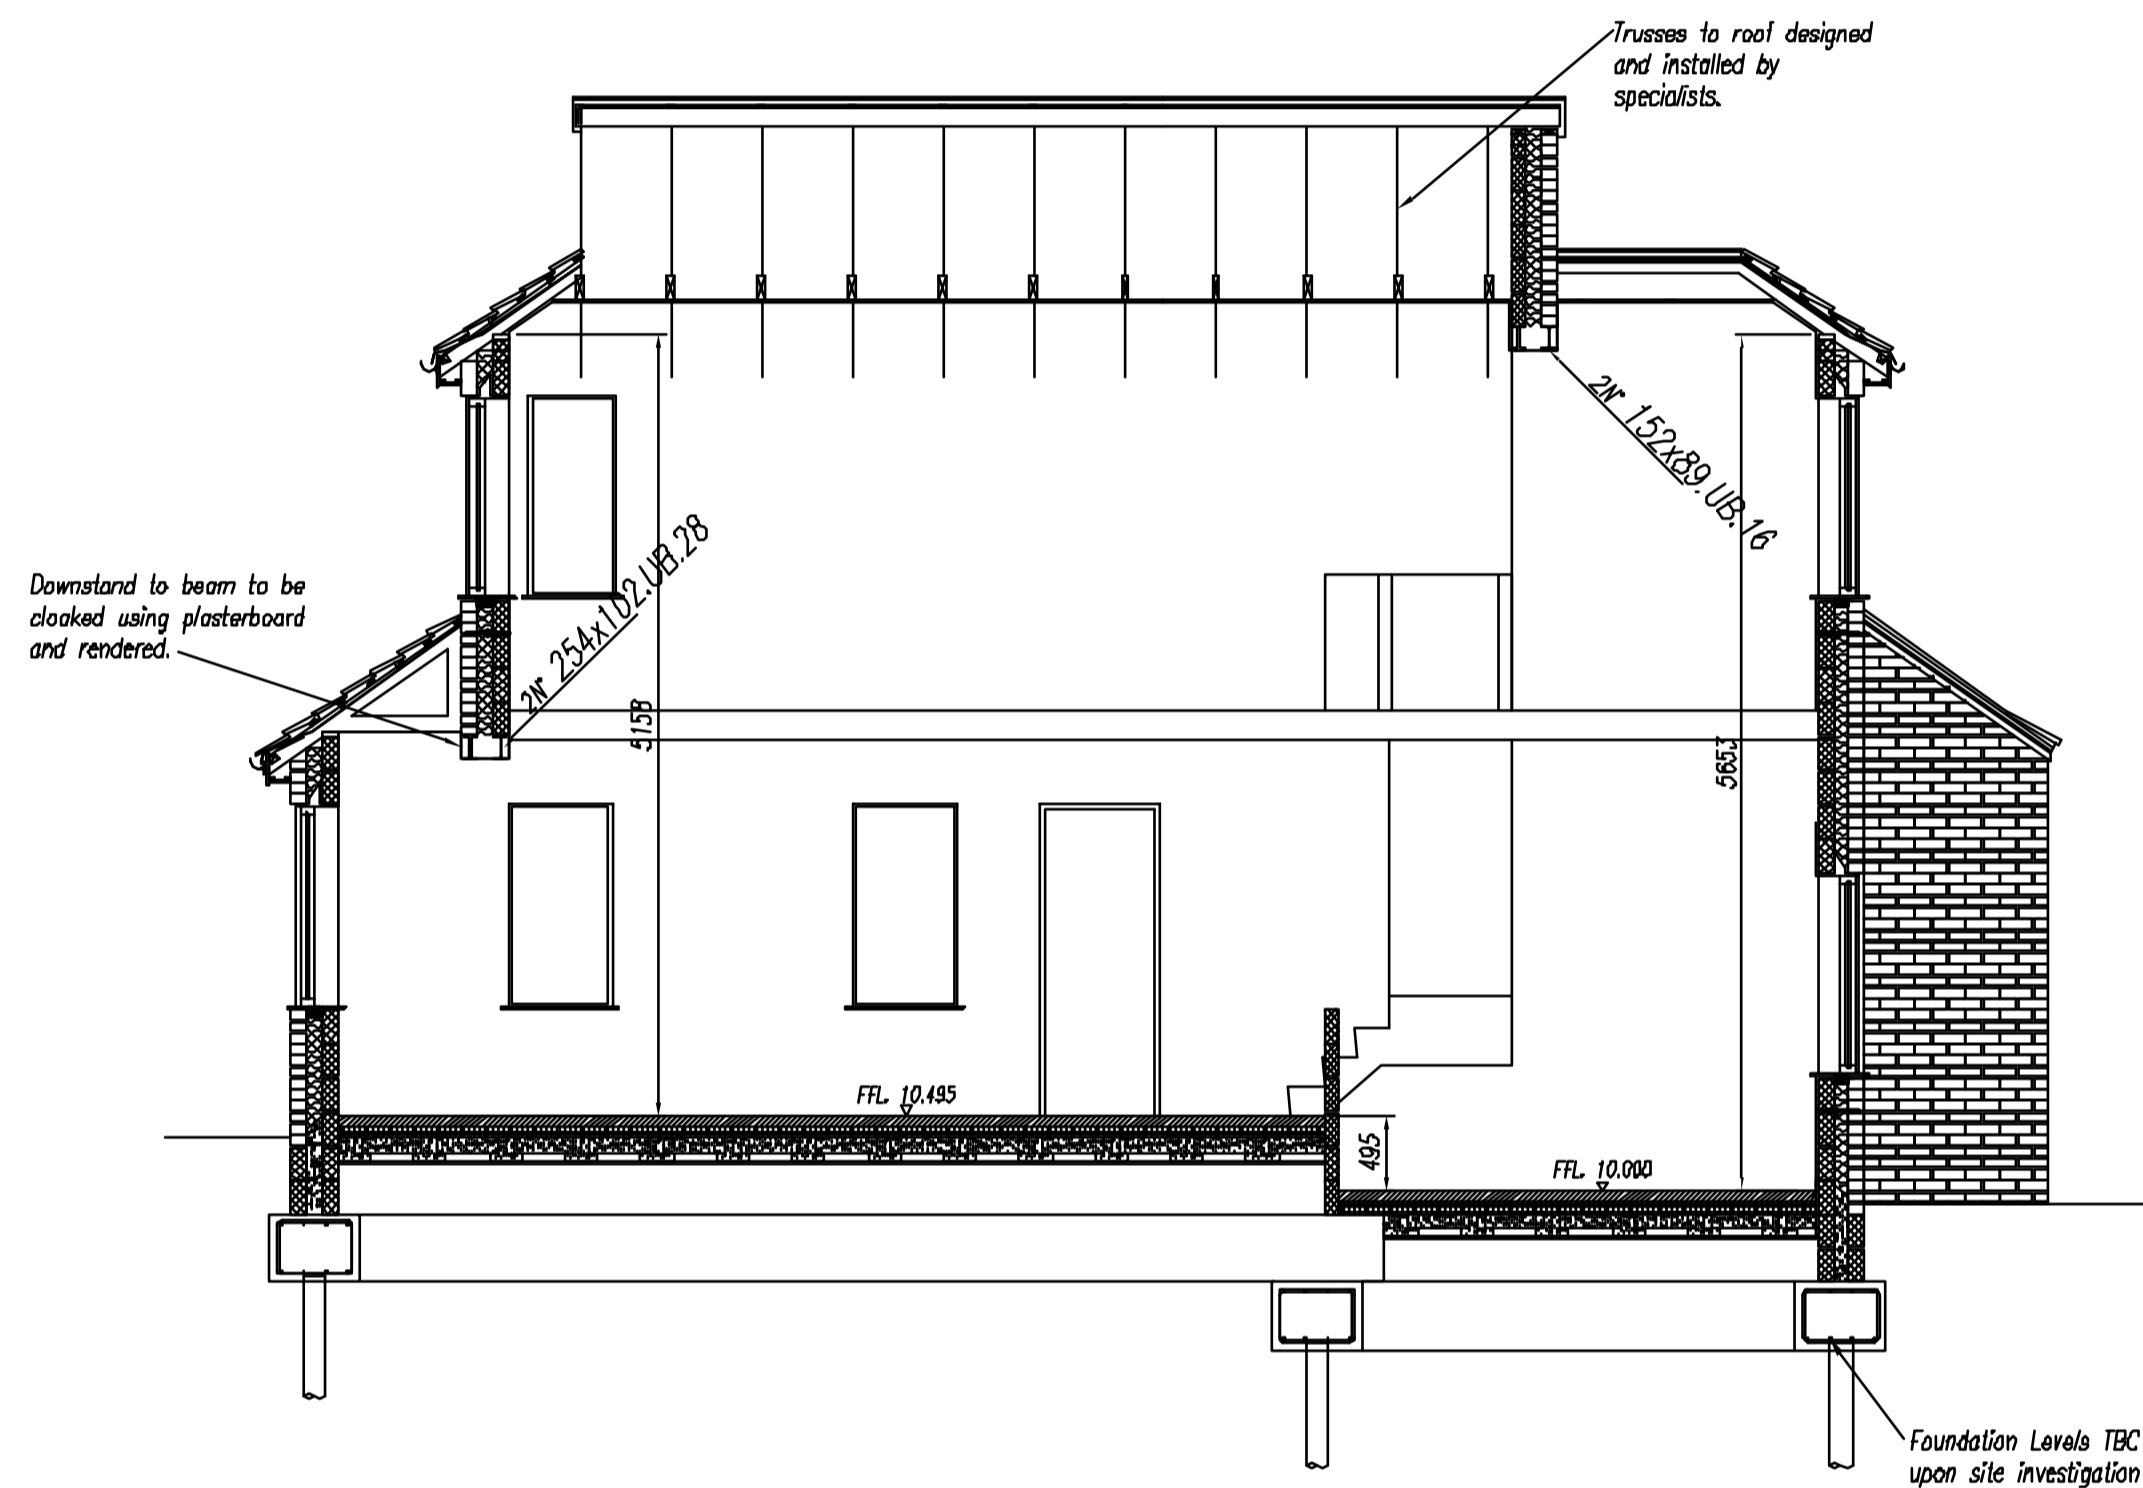 Trusses to roof designed
and installed by
specialists.
2N° 152x89.UB.16
2N° 254x102.UB.28
Downstand to beam to be
cloaked using plasterboard
and rendered.
5158
5653
FFL. 10.495
495
FFL. 10.000
Foundation Levels TBC
upon site investigation